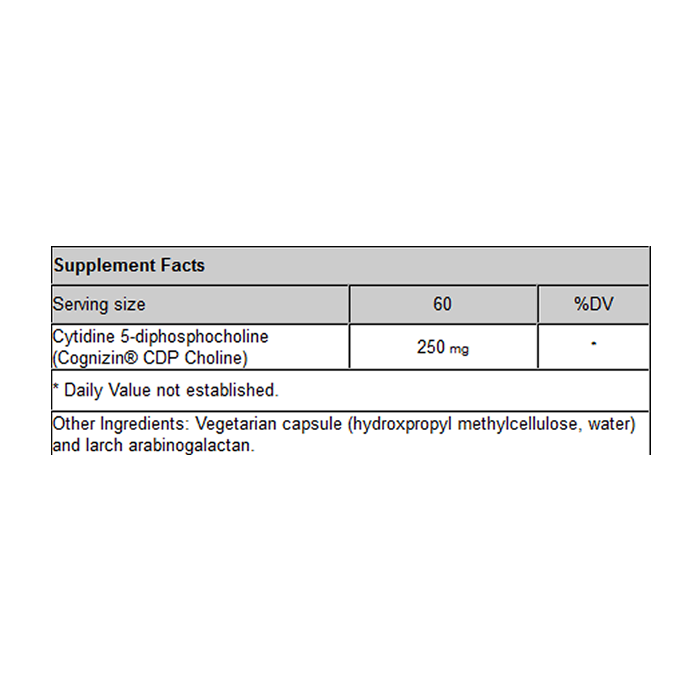 Supplement Facts
Serving size 60 %DV
Cytidine 5-diphosphocholine
(Cognizin® CDP Choline) 250 mg *
* Daily Value not established.
Other Ingredients: Vegetarian capsule (hydroxpropyl methylcellulose, water)
and larch arabinogalactan.